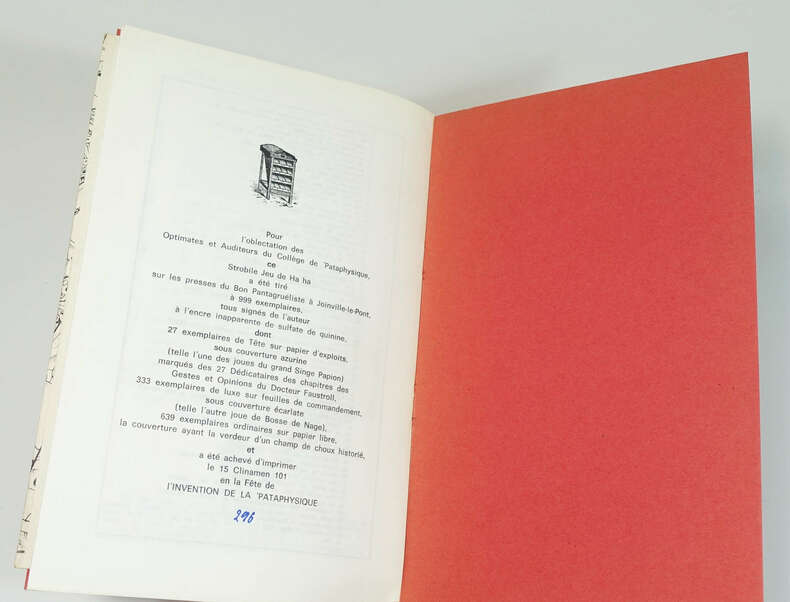 Pour
l'oblectation des
Optimates et Auditeurs du Collège de 'Pataphysique,
ce
Strobile Jeu de Ha ha
a été tiré
sur les presses du Bon Pantagruéliste à Joinville-le-Pont,
à 999 exemplaires,
tous signés de l'auteur
à l'encre inapparente de sulfate de quinine,
dont
27 exemplaires de Tête sur papier d'exploits,
sous couverture azurine
(telle l'une des joues du grand Singe Papion)
marqués des 27 Dédicataires des chapitres des
Gestes et Opinions du Docteur Faustroll,
333 exemplaires de luxe sur feuilles de commandement,
sous couverture écarlate
(telle l'autre joue de Bosse de Nage),
639 exemplaires ordinaires sur papier libre,
la couverture ayant la verdeur d'un champ de choux historié,
et
a été achevé d'imprimer
le 15 Clinamen 101
en la Fête de
l'INVENTION DE LA 'PATAPHYSIQUE
296